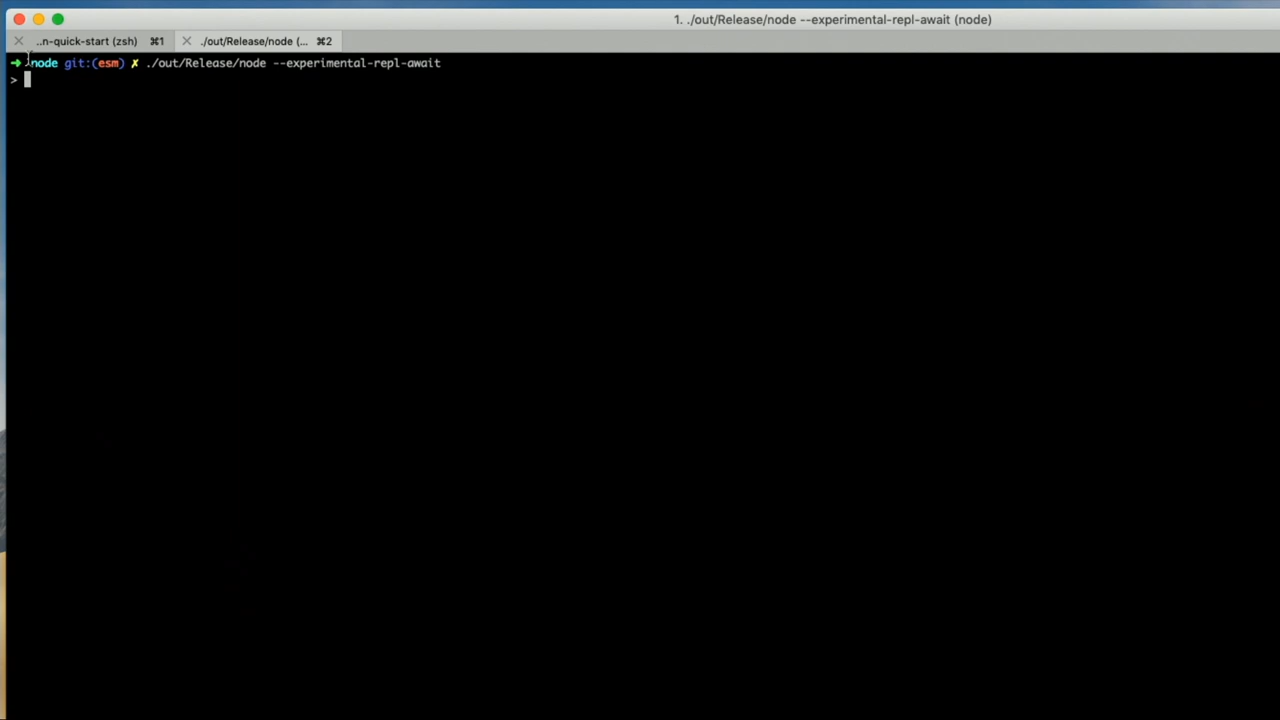 1. ./out/Release/node --experimental-repl-await (node)
..n-quick-start (zsh) ⌘1 ./out/Release/node (... ⌘2
➜ node git:(esm) ✗ ./out/Release/node --experimental-repl-await
>